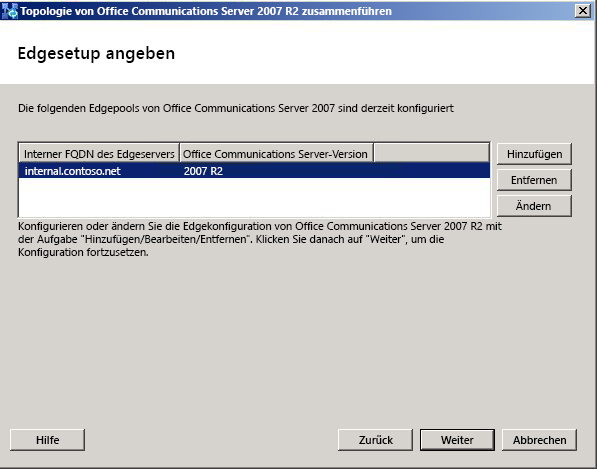 Topologie von Office Communications Server 2007 R2 zusammenführen
Edgesetup angeben
Die folgenden Edgepools von Office Communications Server 2007 sind derzeit konfiguriert
Interner FQDN des Edgeservers Office Communications Server-Version
internal.contoso.net 2007 R2
Hinzufügen
Entfernen
Ändern
Konfigurieren oder ändern Sie die Edgekonfiguration von Office Communications Server 2007 R2 mit
der Aufgabe "Hinzufügen/Bearbeiten/Entfernen". Klicken Sie danach auf "Weiter", um die
Konfiguration fortzusetzen.
Hilfe Zurück Weiter Abbrechen